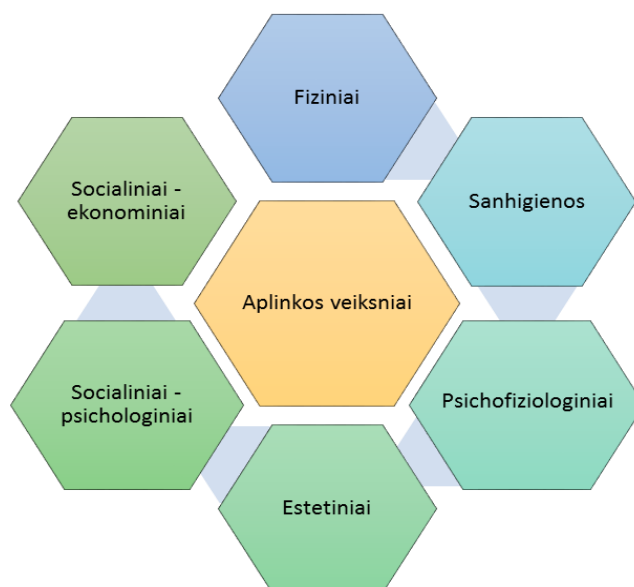 Fiziniai
Sanhigienos
Psichofiziologiniai
Estetiniai
Socialiniai -
psichologiniai
Socialiniai -
ekonominiai
Aplinkos veiksniai